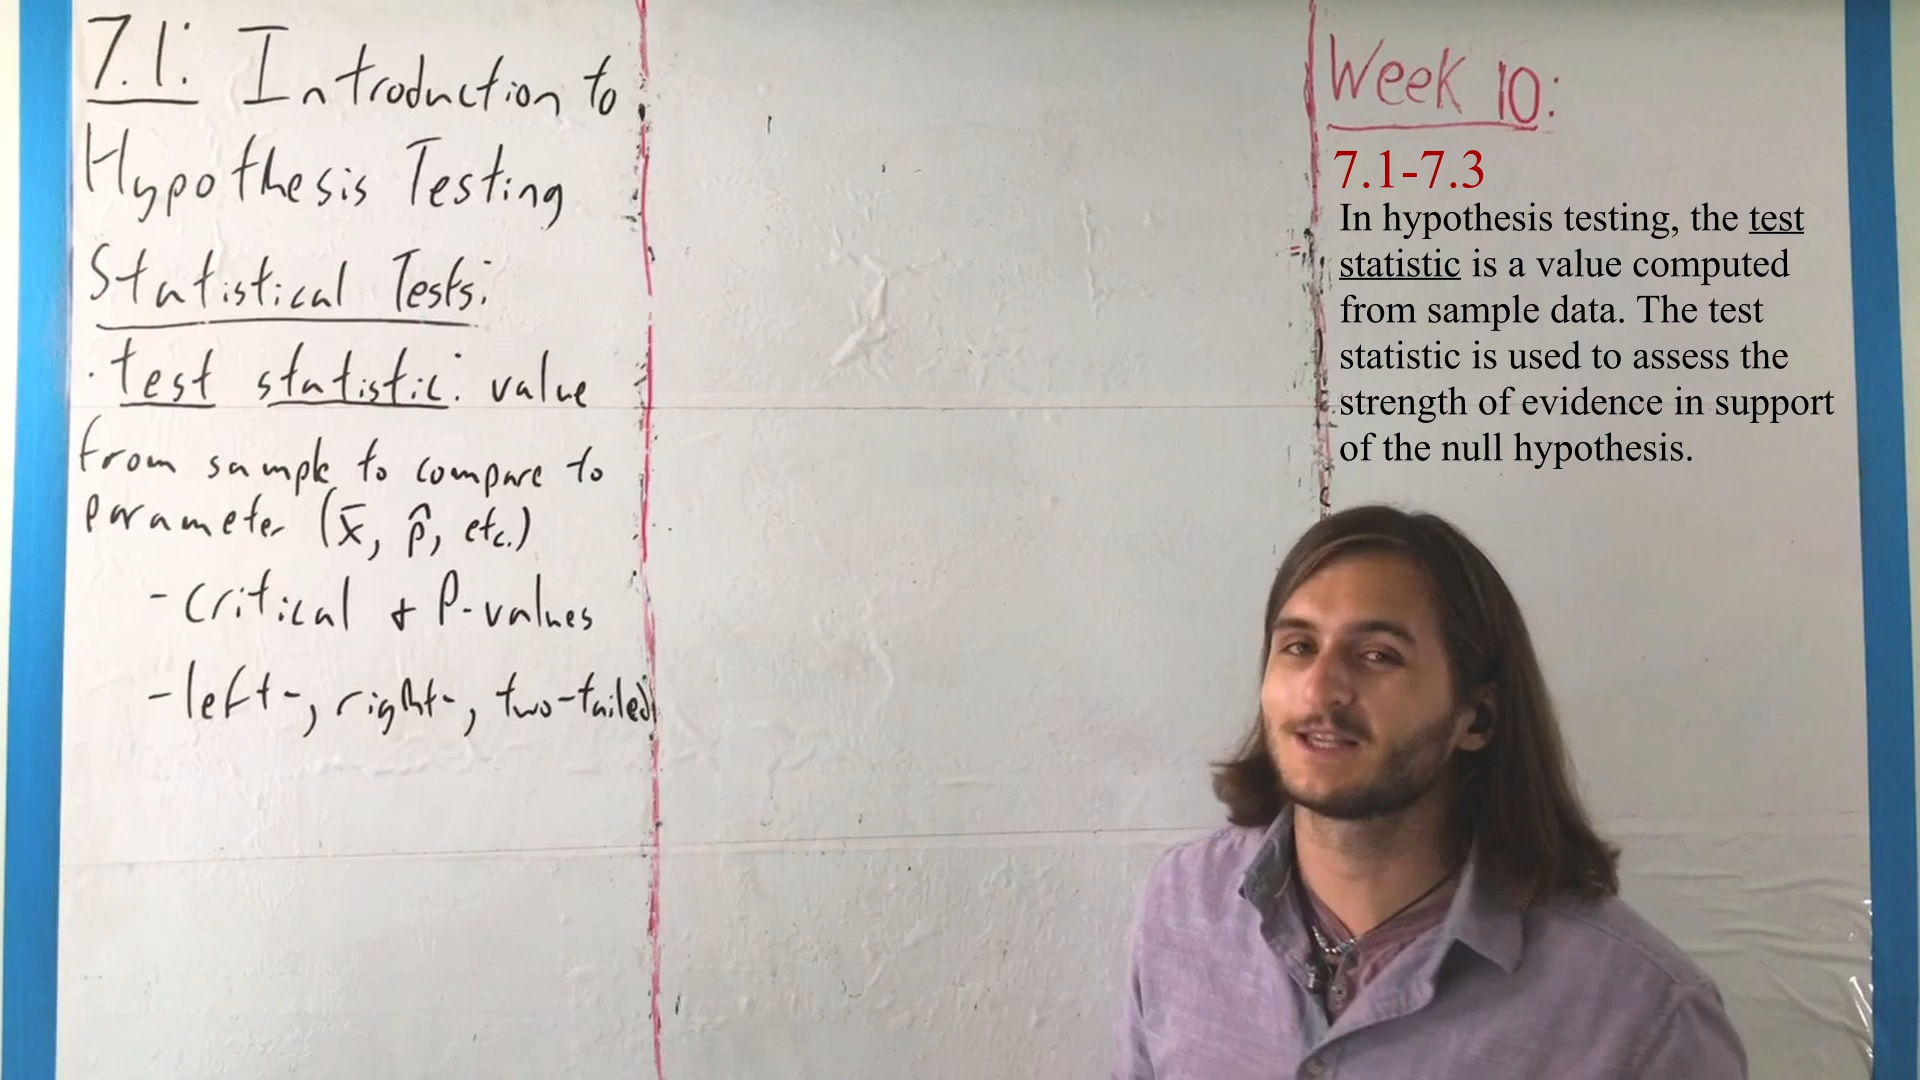 7.1: Introduction to
Hypothesis Testing
Statistical Tests:
· test statistic: value
from sample to compare to
parameter (x̄, p̂, etc.)
- critical + P-values
- left-, right-, two-tailed
Week 10:
7.1-7.3
In hypothesis testing, the test
statistic is a value computed
from sample data. The test
statistic is used to assess the
strength of evidence in support
of the null hypothesis.